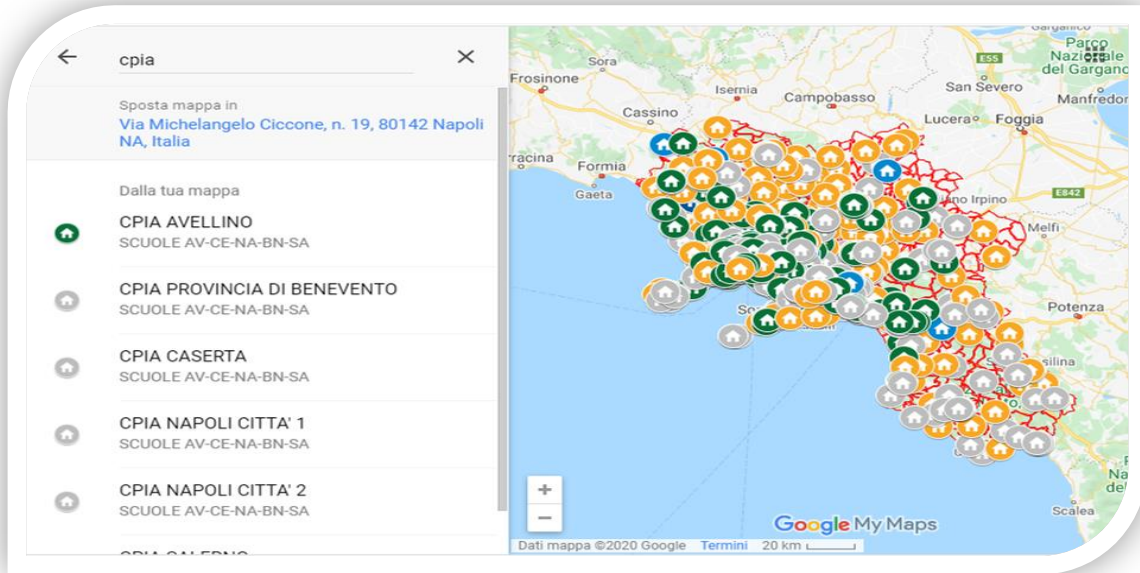 cpia
Sposta mappa in
Via Michelangelo Ciccone, n. 19, 80142 Napoli
NA, Italia
Dalla tua mappa
CPIA AVELLINO
SCUOLE AV-CE-NA-BN-SA
CPIA PROVINCIA DI BENEVENTO
SCUOLE AV-CE-NA-BN-SA
CPIA CASERTA
SCUOLE AV-CE-NA-BN-SA
CPIA NAPOLI CITTA' 1
SCUOLE AV-CE-NA-BN-SA
CPIA NAPOLI CITTA' 2
SCUOLE AV-CE-NA-BN-SA
Parco
del Gargano
E55
Sora
Frosinone
Isernia
Campobasso
San Severo
Manfredor
Cassino
Lucera
Foggia
racina
Formia
Gaeta
E842
no Irpino
Melfi
Potenza
silina
Scalea
+
−
Google My Maps
Dati mappa ©2020 Google Termini 20 km